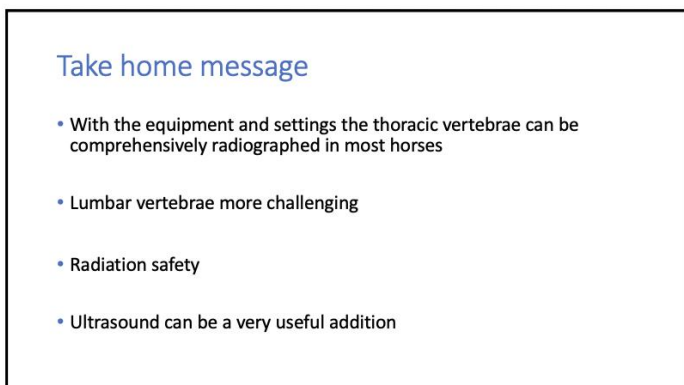 Take home message
• With the equipment and settings the thoracic vertebrae can be
comprehensively radiographed in most horses
• Lumbar vertebrae more challenging
• Radiation safety
• Ultrasound can be a very useful addition